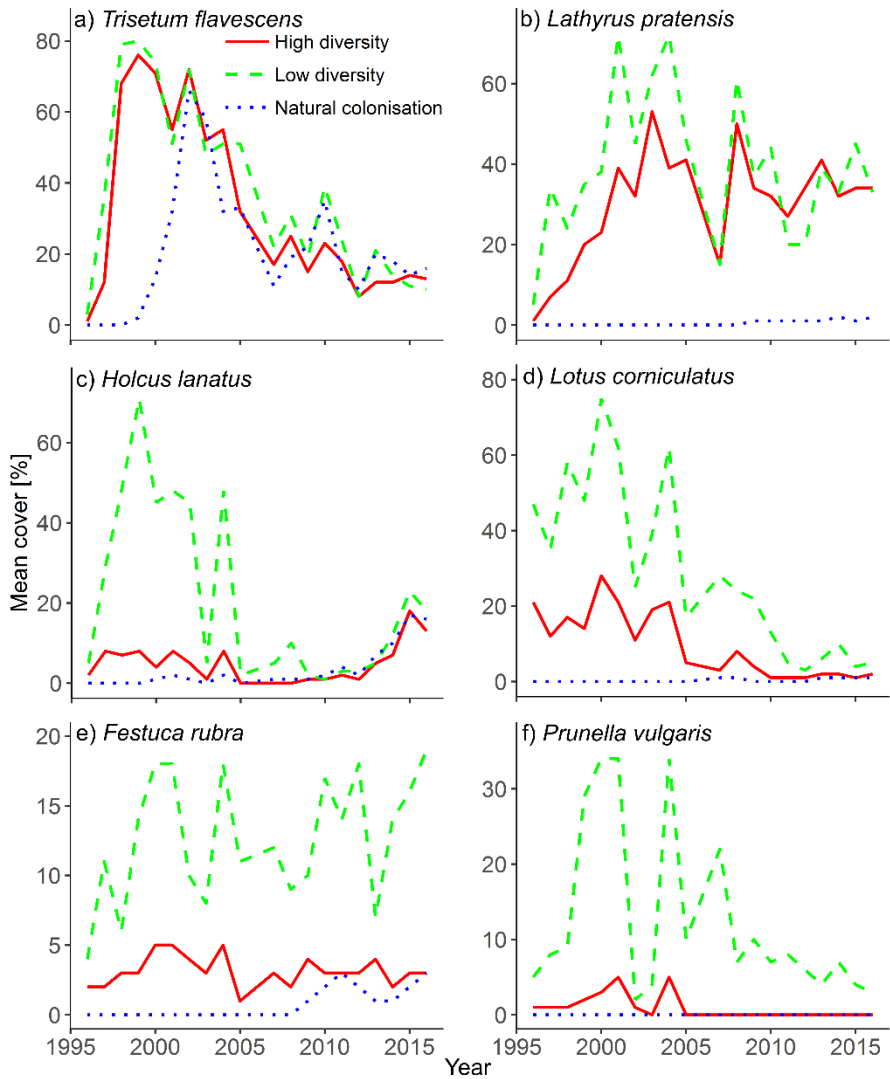 a) Trisetum flavescens
High diversity
Low diversity
Natural colonisation
80
60
40
20
0
b) Lathyrus pratensis
60
40
20
0
c) Holcus lanatus
60
40
20
0
d) Lotus corniculatus
80
60
40
20
0
Mean cover [%]
e) Festuca rubra
20
15
10
5
0
1995 2000 2005 2010 2015
f) Prunella vulgaris
30
20
10
0
1995 2000 2005 2010 2015
Year